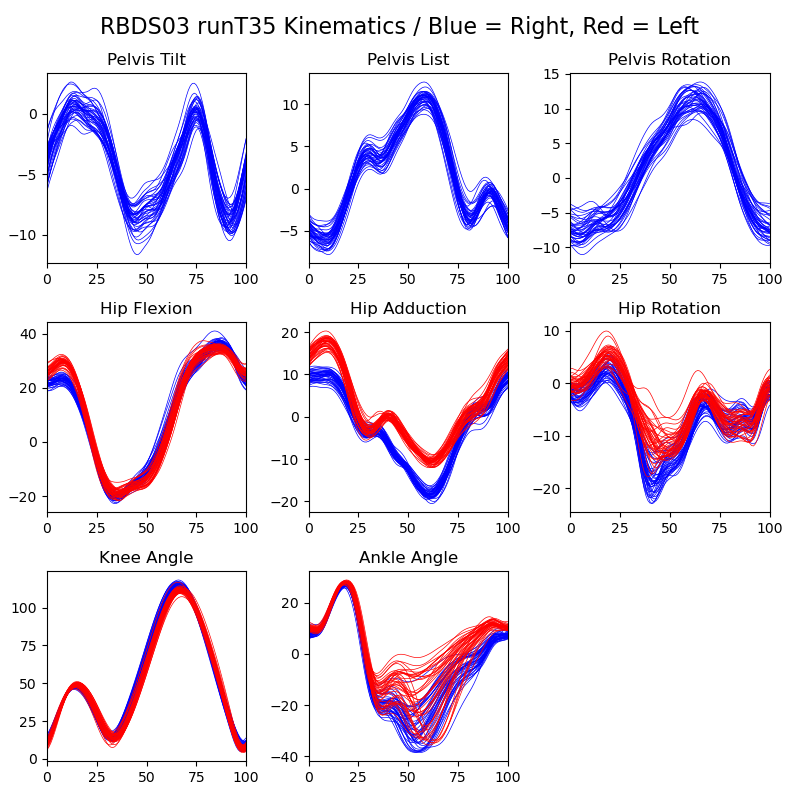 RBDS03 runT35 Kinematics / Blue = Right, Red = Left
Pelvis Tilt
Pelvis List
Pelvis Rotation
0
−5
−10
0 25 50 75 100
10
5
0
−5
0 25 50 75 100
15
10
5
0
−5
−10
0 25 50 75 100
Hip Flexion
Hip Adduction
Hip Rotation
40
20
0
−20
0 25 50 75 100
20
10
0
−10
−20
0 25 50 75 100
10
0
−10
−20
0 25 50 75 100
Knee Angle
Ankle Angle
100
75
50
25
0
0 25 50 75 100
20
0
−20
−40
0 25 50 75 100